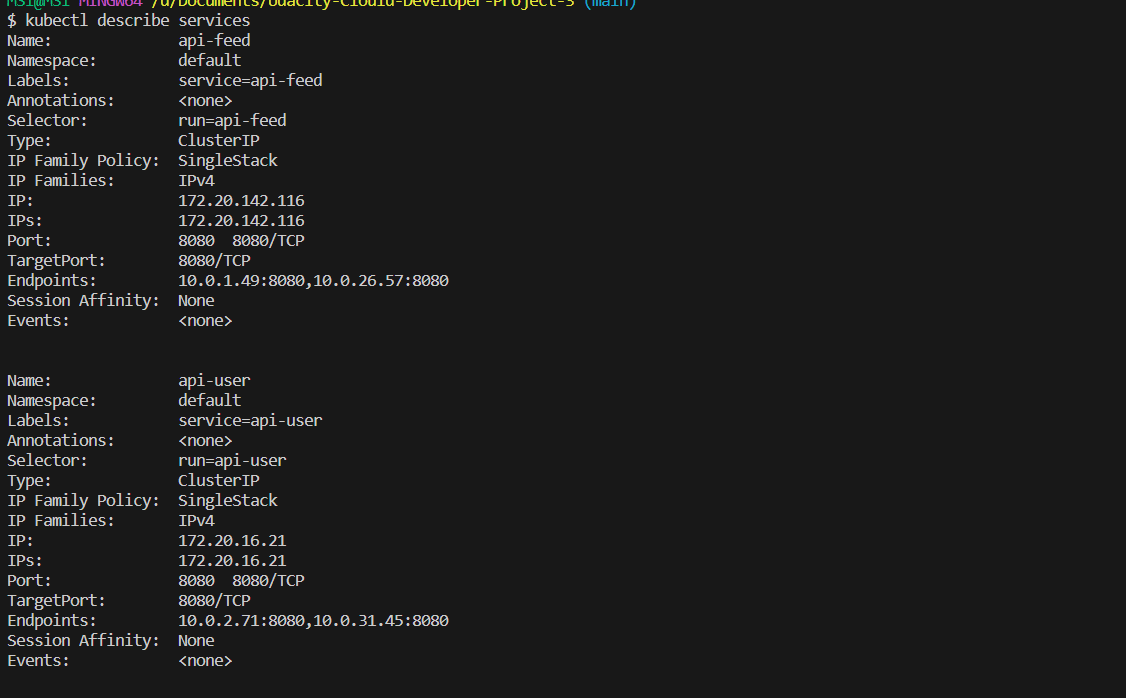 MSI@MSI MINGW64 /d/Documents/Udacity-Clould-Developer-Project-3 (main)
$ kubectl describe services
Name:              api-feed
Namespace:         default
Labels:            service=api-feed
Annotations:       <none>
Selector:          run=api-feed
Type:              ClusterIP
IP Family Policy:  SingleStack
IP Families:       IPv4
IP:                172.20.142.116
IPs:               172.20.142.116
Port:              8080  8080/TCP
TargetPort:        8080/TCP
Endpoints:         10.0.1.49:8080,10.0.26.57:8080
Session Affinity:  None
Events:            <none>

Name:              api-user
Namespace:         default
Labels:            service=api-user
Annotations:       <none>
Selector:          run=api-user
Type:              ClusterIP
IP Family Policy:  SingleStack
IP Families:       IPv4
IP:                172.20.16.21
IPs:               172.20.16.21
Port:              8080  8080/TCP
TargetPort:        8080/TCP
Endpoints:         10.0.2.71:8080,10.0.31.45:8080
Session Affinity:  None
Events:            <none>